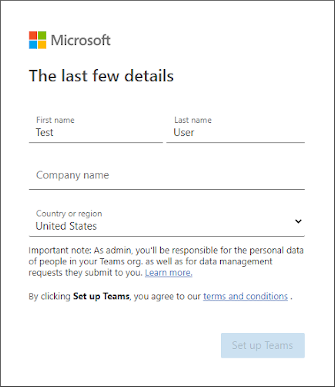 Microsoft
The last few details
First name
Last name
Test
User
Company name
Country or region
United States
Important note: As admin, you'll be responsible for the personal data
of people in your Teams org, as well as for data management
requests they submit to you. Learn more.
By clicking Set up Teams, you agree to our terms and conditions .
Set up Teams